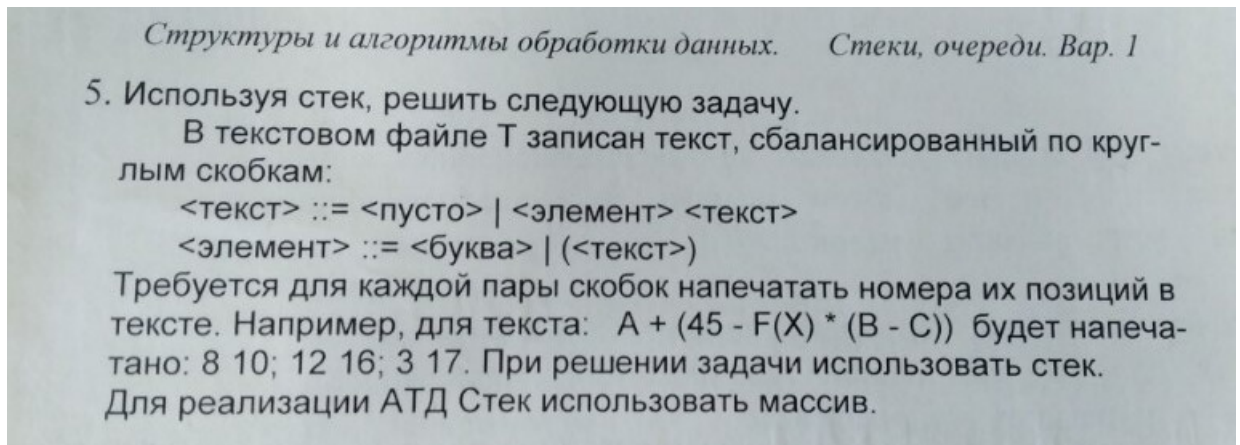 Структуры и алгоритмы обработки данных. Стеки, очереди. Вар. 1
5. Используя стек, решить следующую задачу.
В текстовом файле Т записан текст, сбалансированный по круг-
лым скобкам:
<текст> ::= <пусто> | <элемент> <текст>
<элемент> ::= <буква> | (<текст>)
Требуется для каждой пары скобок напечатать номера их позиций в
тексте. Например, для текста: A + (45 - F(X) * (B - C)) будет напеча-
тано: 8 10; 12 16; 3 17. При решении задачи использовать стек.
Для реализации АТД Стек использовать массив.